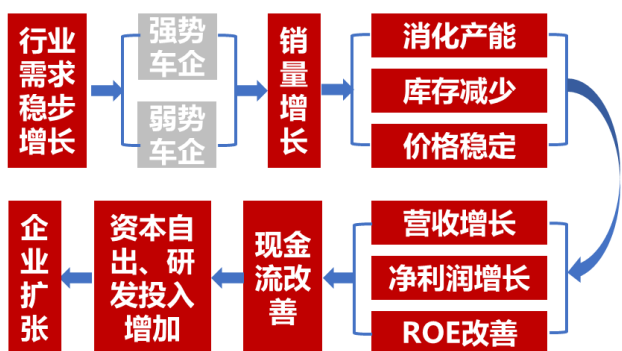 行业
需求
稳步
增长
强势
车企
弱势
车企
销
量
增
长
消化产能
库存减少
价格稳定
营收增长
净利润增长
ROE改善
现金
流改
善
资本自
出、研
发投入
增加
企
业
扩
张